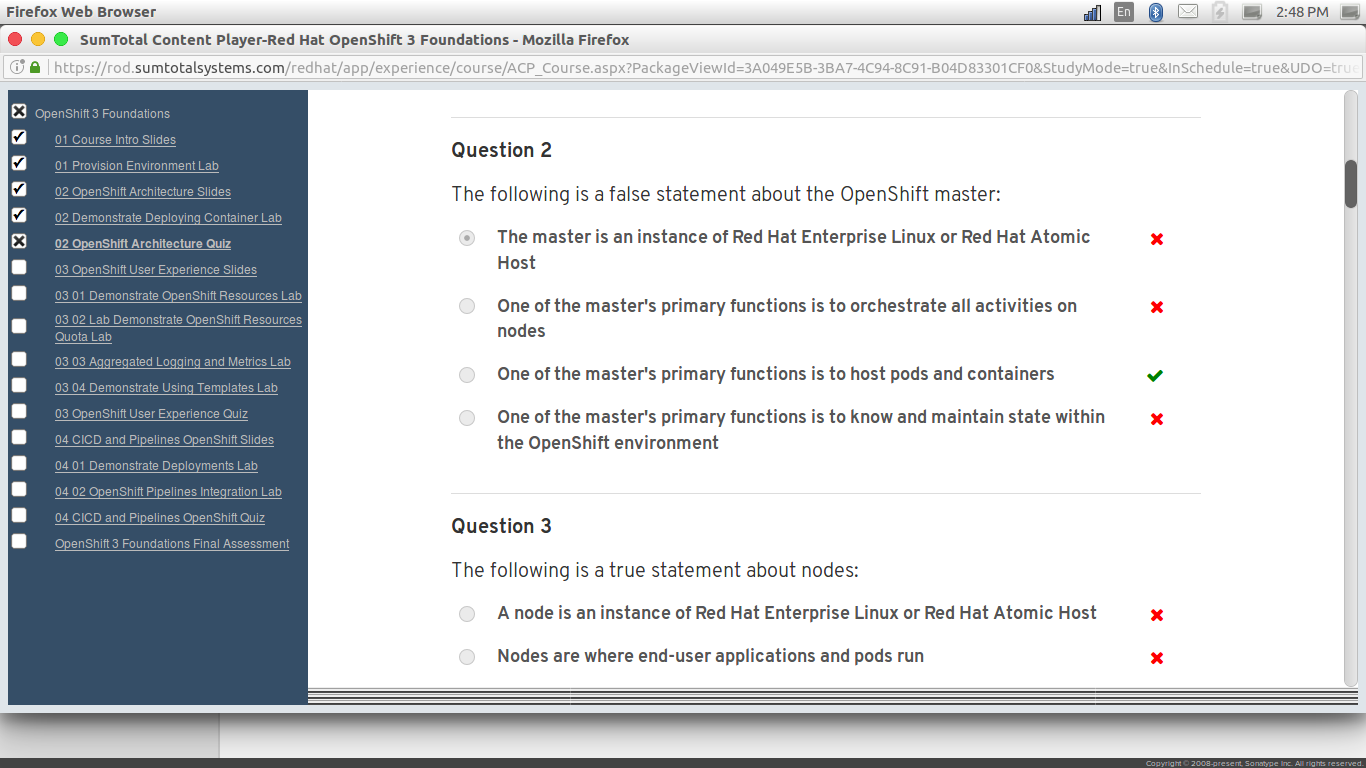 Firefox Web Browser
En
2:48 PM
SumTotal Content Player-Red Hat OpenShift 3 Foundations - Mozilla Firefox
https://rod.sumtotalsystems.com/redhat/app/experience/course/ACP_Course.aspx?PackageViewId=3A049E5B-3BA7-4C94-8C91-B04D83301CF0&StudyMode=true&InSchedule=true&UDO=true
OpenShift 3 Foundations
01 Course Intro Slides
01 Provision Environment Lab
02 OpenShift Architecture Slides
02 Demonstrate Deploying Container Lab
02 OpenShift Architecture Quiz
03 OpenShift User Experience Slides
03 01 Demonstrate OpenShift Resources Lab
03 02 Lab Demonstrate OpenShift Resources
Quota Lab
03 03 Aggregated Logging and Metrics Lab
03 04 Demonstrate Using Templates Lab
03 OpenShift User Experience Quiz
04 CICD and Pipelines OpenShift Slides
04 01 Demonstrate Deployments Lab
04 02 OpenShift Pipelines Integration Lab
04 CICD and Pipelines OpenShift Quiz
OpenShift 3 Foundations Final Assessment
Question 2
The following is a false statement about the OpenShift master:
The master is an instance of Red Hat Enterprise Linux or Red Hat Atomic
Host
One of the master's primary functions is to orchestrate all activities on
nodes
One of the master's primary functions is to host pods and containers
One of the master's primary functions is to know and maintain state within
the OpenShift environment
Question 3
The following is a true statement about nodes:
A node is an instance of Red Hat Enterprise Linux or Red Hat Atomic Host
Nodes are where end-user applications and pods run
Copyright © 2008-present, Sonatype Inc. All rights reserved.